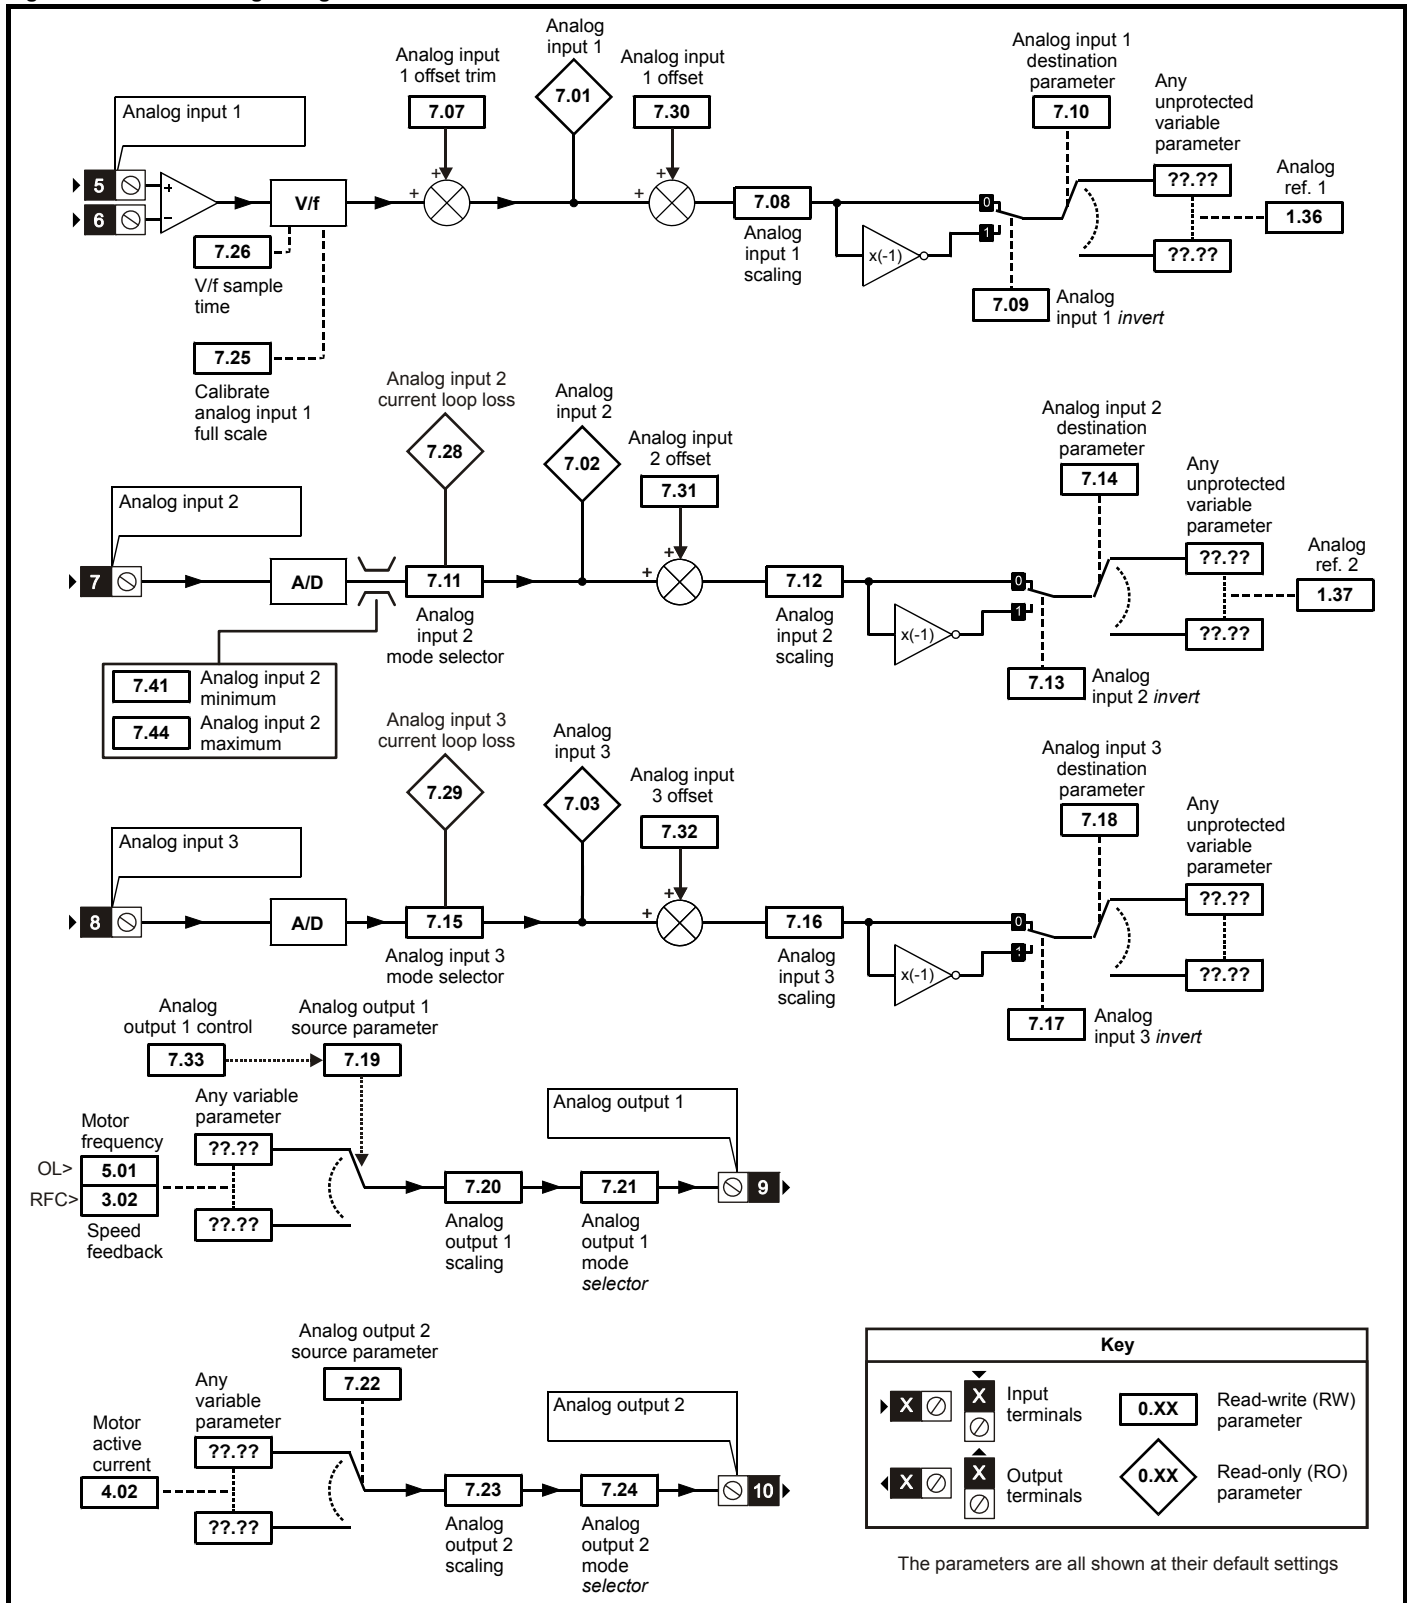 Analog input
1 offset trim
7.07
Analog
input 1
7.01
Analog input
1 offset
7.30
Analog input 1
destination
parameter
7.10
Any
unprotected
variable
parameter
??.??
??.??
Analog
ref. 1
1.36
Analog input 1
5
6
+
−
V/f
+
+
+
+
7.08
Analog
input 1
scaling
x(-1)
0
1
7.09
Analog
input 1 invert
7.26
V/f sample
time
7.25
Calibrate
analog input 1
full scale
Analog input 2
current loop loss
7.28
Analog
input 2
7.02
Analog input
2 offset
7.31
Analog input 2
destination
parameter
7.14
Any
unprotected
variable
parameter
??.??
??.??
Analog
ref. 2
1.37
Analog input 2
7
A/D
7.11
Analog
input 2
mode selector
+
+
7.12
Analog
input 2
scaling
x(-1)
0
1
7.13
Analog
input 2 invert
7.41
Analog input 2
minimum
7.44
Analog input 2
maximum
Analog input 3
current loop loss
7.29
Analog
input 3
7.03
Analog input
3 offset
7.32
Analog input 3
destination
parameter
7.18
Any
unprotected
variable
parameter
??.??
??.??
Analog input 3
8
A/D
7.15
Analog input 3
mode selector
+
+
7.16
Analog
input 3
scaling
x(-1)
0
1
7.17
Analog
input 3 invert
Analog
output 1 control
7.33
Analog output 1
source parameter
7.19
Any variable
parameter
??.??
??.??
Motor
frequency
OL>
5.01
RFC>
3.02
Speed
feedback
7.20
Analog
output 1
scaling
7.21
Analog
output 1
mode
selector
Analog output 1
9
Analog output 2
source parameter
7.22
Any
variable
parameter
??.??
??.??
Motor
active
current
4.02
7.23
Analog
output 2
scaling
7.24
Analog
output 2
mode
selector
Analog output 2
10
Key
X
X
Input
terminals
0.XX
Read-write (RW)
parameter
X
X
Output
terminals
0.XX
Read-only (RO)
parameter
The parameters are all shown at their default settings